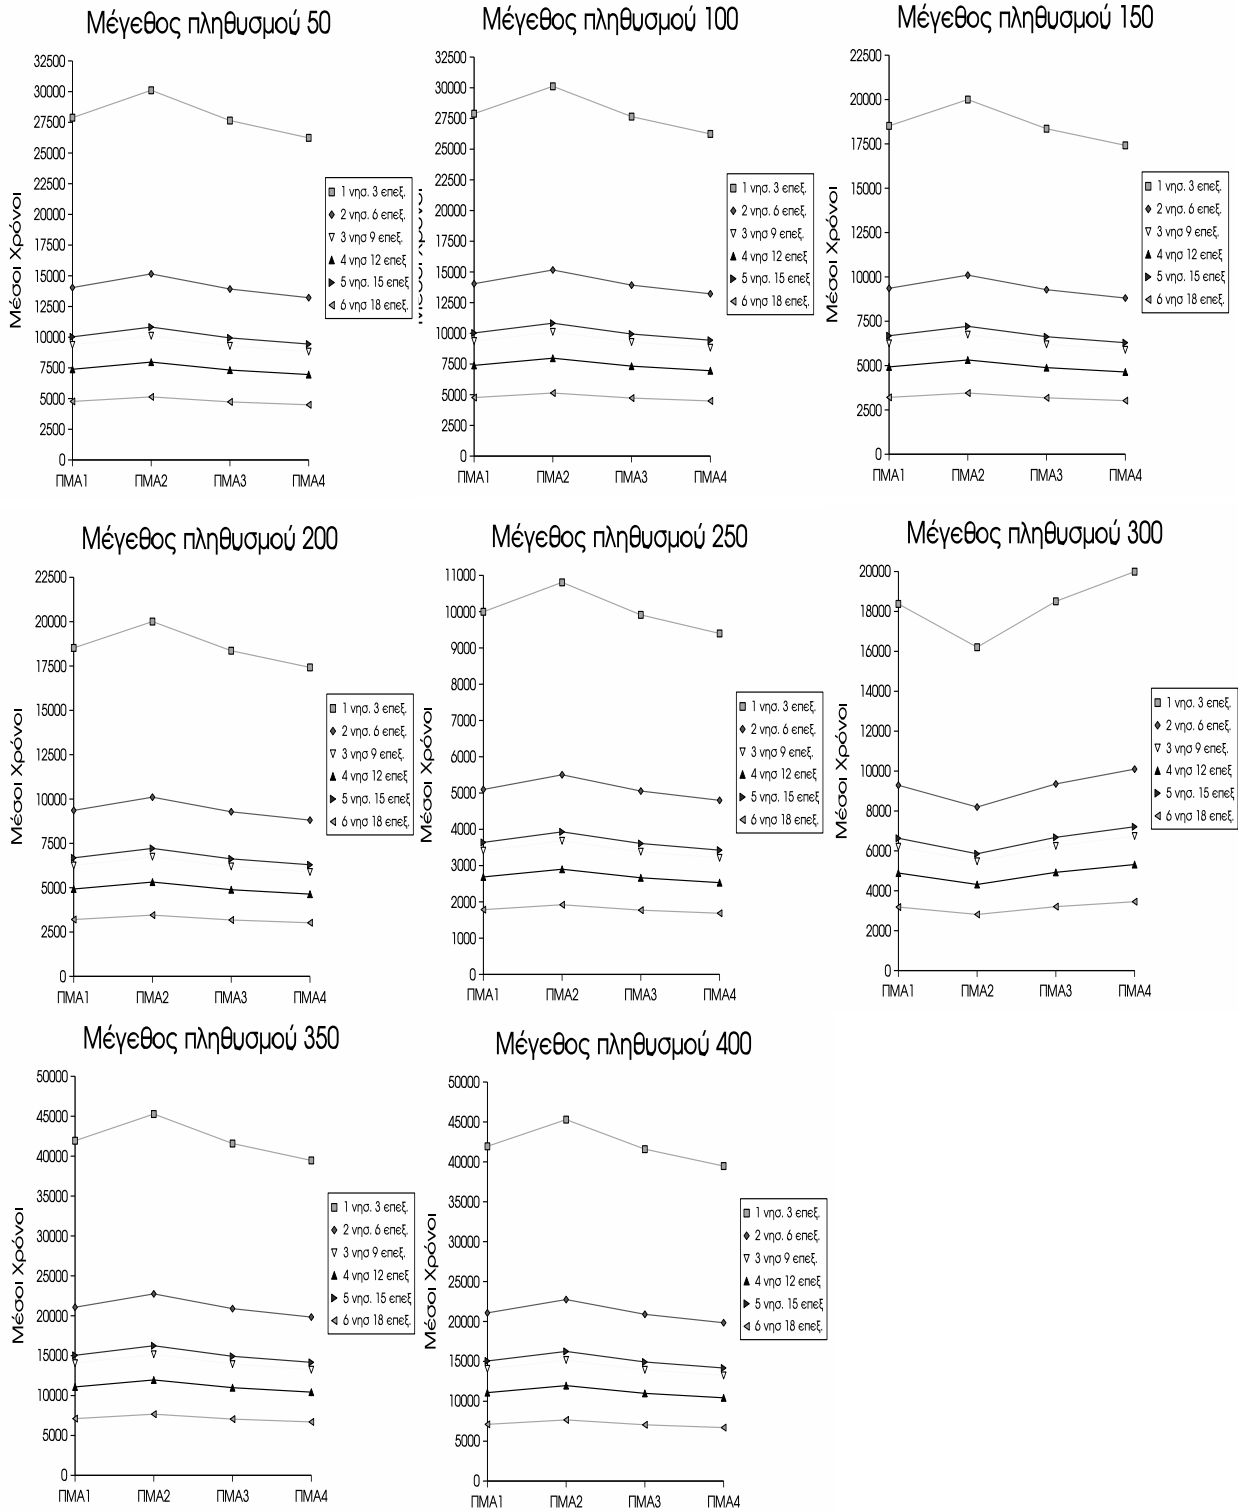 Μέγεθος πληθυσμού 50
32500
30000
27500
25000
22500
20000
17500
15000
12500
10000
7500
5000
2500
0
Μέσοι Χρόνοι
ΠΜΑ1 ΠΜΑ2 ΠΜΑ3 ΠΜΑ4
1 νησ. 3 επεξ.
2 νησ. 6 επεξ.
3 νησ 9 επεξ.
4 νησ 12 επεξ
5 νησ. 15 επεξ
6 νησ 18 επεξ.
Μέγεθος πληθυσμού 100
32500
30000
27500
25000
22500
20000
17500
15000
12500
10000
7500
5000
2500
0
Μέσοι Χρόνοι
ΠΜΑ1 ΠΜΑ2 ΠΜΑ3 ΠΜΑ4
1 νησ. 3 επεξ.
2 νησ. 6 επεξ.
3 νησ 9 επεξ.
4 νησ 12 επεξ
5 νησ. 15 επεξ
6 νησ 18 επεξ.
Μέγεθος πληθυσμού 150
22500
20000
17500
15000
12500
10000
7500
5000
2500
0
Μέσοι Χρόνοι
ΠΜΑ1 ΠΜΑ2 ΠΜΑ3 ΠΜΑ4
1 νησ. 3 επεξ.
2 νησ. 6 επεξ.
3 νησ 9 επεξ.
4 νησ 12 επεξ
5 νησ. 15 επεξ
6 νησ 18 επεξ.
Μέγεθος πληθυσμού 200
22500
20000
17500
15000
12500
10000
7500
5000
2500
0
Μέσοι Χρόνοι
ΠΜΑ1 ΠΜΑ2 ΠΜΑ3 ΠΜΑ4
1 νησ. 3 επεξ.
2 νησ. 6 επεξ.
3 νησ 9 επεξ.
4 νησ 12 επεξ
5 νησ. 15 επεξ
6 νησ 18 επεξ.
Μέγεθος πληθυσμού 250
11000
10000
9000
8000
7000
6000
5000
4000
3000
2000
1000
0
Μέσοι Χρόνοι
ΠΜΑ1 ΠΜΑ2 ΠΜΑ3 ΠΜΑ4
1 νησ. 3 επεξ.
2 νησ. 6 επεξ.
3 νησ 9 επεξ.
4 νησ 12 επεξ
5 νησ. 15 επεξ
6 νησ 18 επεξ.
Μέγεθος πληθυσμού 300
20000
18000
16000
14000
12000
10000
8000
6000
4000
2000
0
Μέσοι Χρόνοι
ΠΜΑ1 ΠΜΑ2 ΠΜΑ3 ΠΜΑ4
1 νησ. 3 επεξ.
2 νησ. 6 επεξ.
3 νησ 9 επεξ.
4 νησ 12 επεξ
5 νησ. 15 επεξ
6 νησ 18 επεξ.
Μέγεθος πληθυσμού 350
50000
45000
40000
35000
30000
25000
20000
15000
10000
5000
0
Μέσοι Χρόνοι
ΠΜΑ1 ΠΜΑ2 ΠΜΑ3 ΠΜΑ4
1 νησ. 3 επεξ.
2 νησ. 6 επεξ.
3 νησ 9 επεξ.
4 νησ 12 επεξ
5 νησ. 15 επεξ
6 νησ 18 επεξ.
Μέγεθος πληθυσμού 400
50000
45000
40000
35000
30000
25000
20000
15000
10000
5000
0
Μέσοι Χρόνοι
ΠΜΑ1 ΠΜΑ2 ΠΜΑ3 ΠΜΑ4
1 νησ. 3 επεξ.
2 νησ. 6 επεξ.
3 νησ 9 επεξ.
4 νησ 12 επεξ
5 νησ. 15 επεξ
6 νησ 18 επεξ.